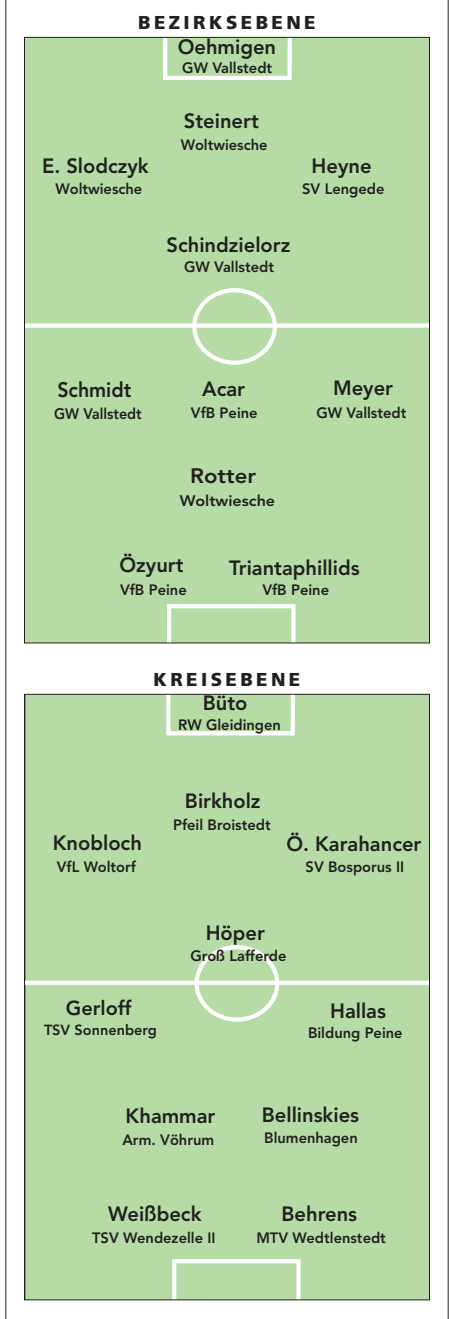 BEZIRKSEBENE
Oehmigen
GW Vallstedt
Steinert
Woltwiesche
E. Slodczyk
Woltwiesche
Heyne
SV Lengede
Schindzielorz
GW Vallstedt
Schmidt
GW Vallstedt
Acar
VfB Peine
Meyer
GW Vallstedt
Rotter
Woltwiesche
Özyurt
VfB Peine
Triantaphillids
VfB Peine
KREISEBENE
Büto
RW Gleidingen
Birkholz
Pfeil Broistedt
Knobloch
VfL Woltorf
Ö. Karahancer
SV Bosporus II
Höper
Groß Lafferde
Gerloff
TSV Sonnenberg
Hallas
Bildung Peine
Khammar
Arm. Vöhrum
Bellinskies
Blumenhagen
Weißbeck
TSV Wendezelle II
Behrens
MTV Wedtlenstedt